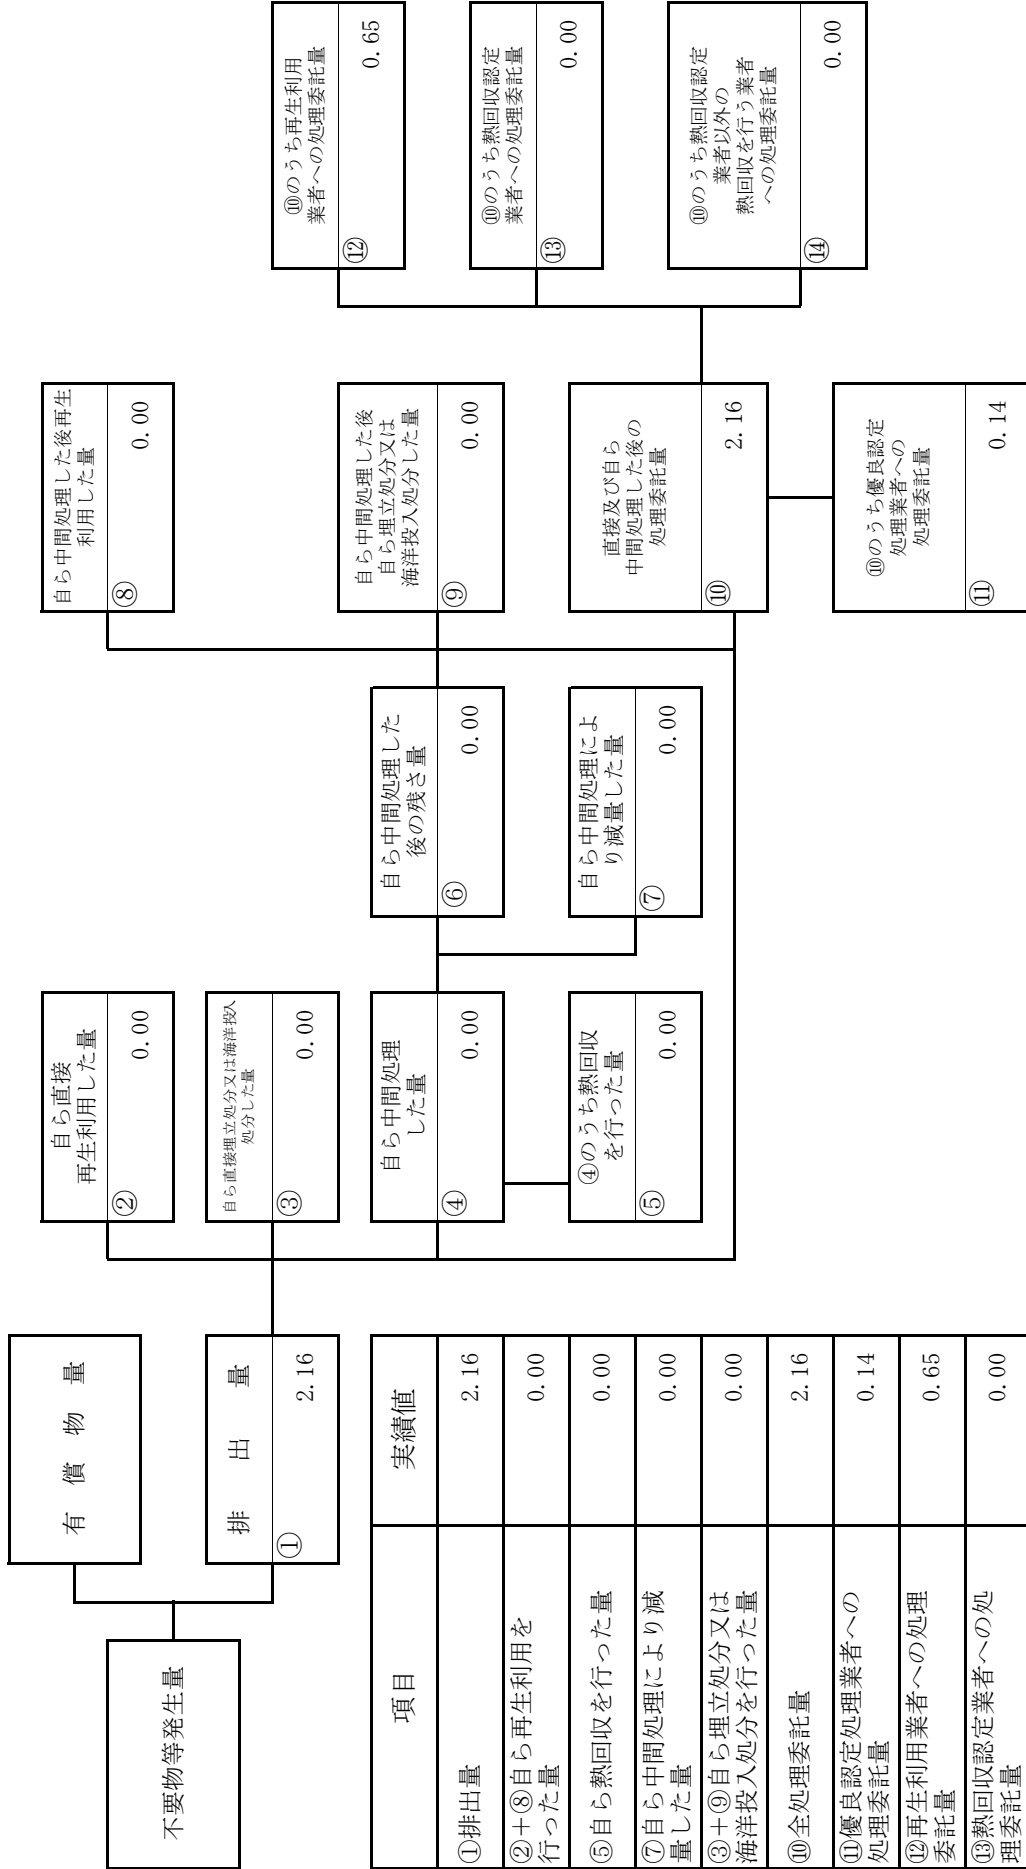 不要物等発生量
有 償 物 量
排 出 量
①
2.16
自ら直接
再生利用した量
②
0.00
自ら直接埋立処分又は海洋投入
処分した量
③
0.00
自ら中間処理
した量
④
0.00
④のうち熱回収
を行った量
⑤
0.00
自ら中間処理した
後の残さ量
⑥
0.00
自ら中間処理によ
り減量した量
⑦
0.00
自ら中間処理した後再生
利用した量
⑧
0.00
自ら中間処理した後
自ら埋立処分又は
海洋投入処分した量
⑨
0.00
直接及び自ら
中間処理した後の
処理委託量
⑩
2.16
⑩のうち優良認定
処理業者への
処理委託量
⑪
0.14
⑩のうち再生利用
業者への処理委託量
⑫
0.65
⑩のうち熱回収認定
業者への処理委託量
⑬
0.00
⑩のうち熱回収認定
業者以外の
熱回収を行う業者
への処理委託量
⑭
0.00
項目 実績値
①排出量 2.16
②＋⑧自ら再生利用を
行った量 0.00
⑤自ら熱回収を行った量 0.00
⑦自ら中間処理により減
量した量 0.00
③＋⑨自ら埋立処分又は
海洋投入処分を行った量 0.00
⑩全処理委託量 2.16
⑪優良認定処理業者への
処理委託量 0.14
⑫再生利用業者への処理
委託量 0.65
⑬熱回収認定業者への処
理委託量 0.00